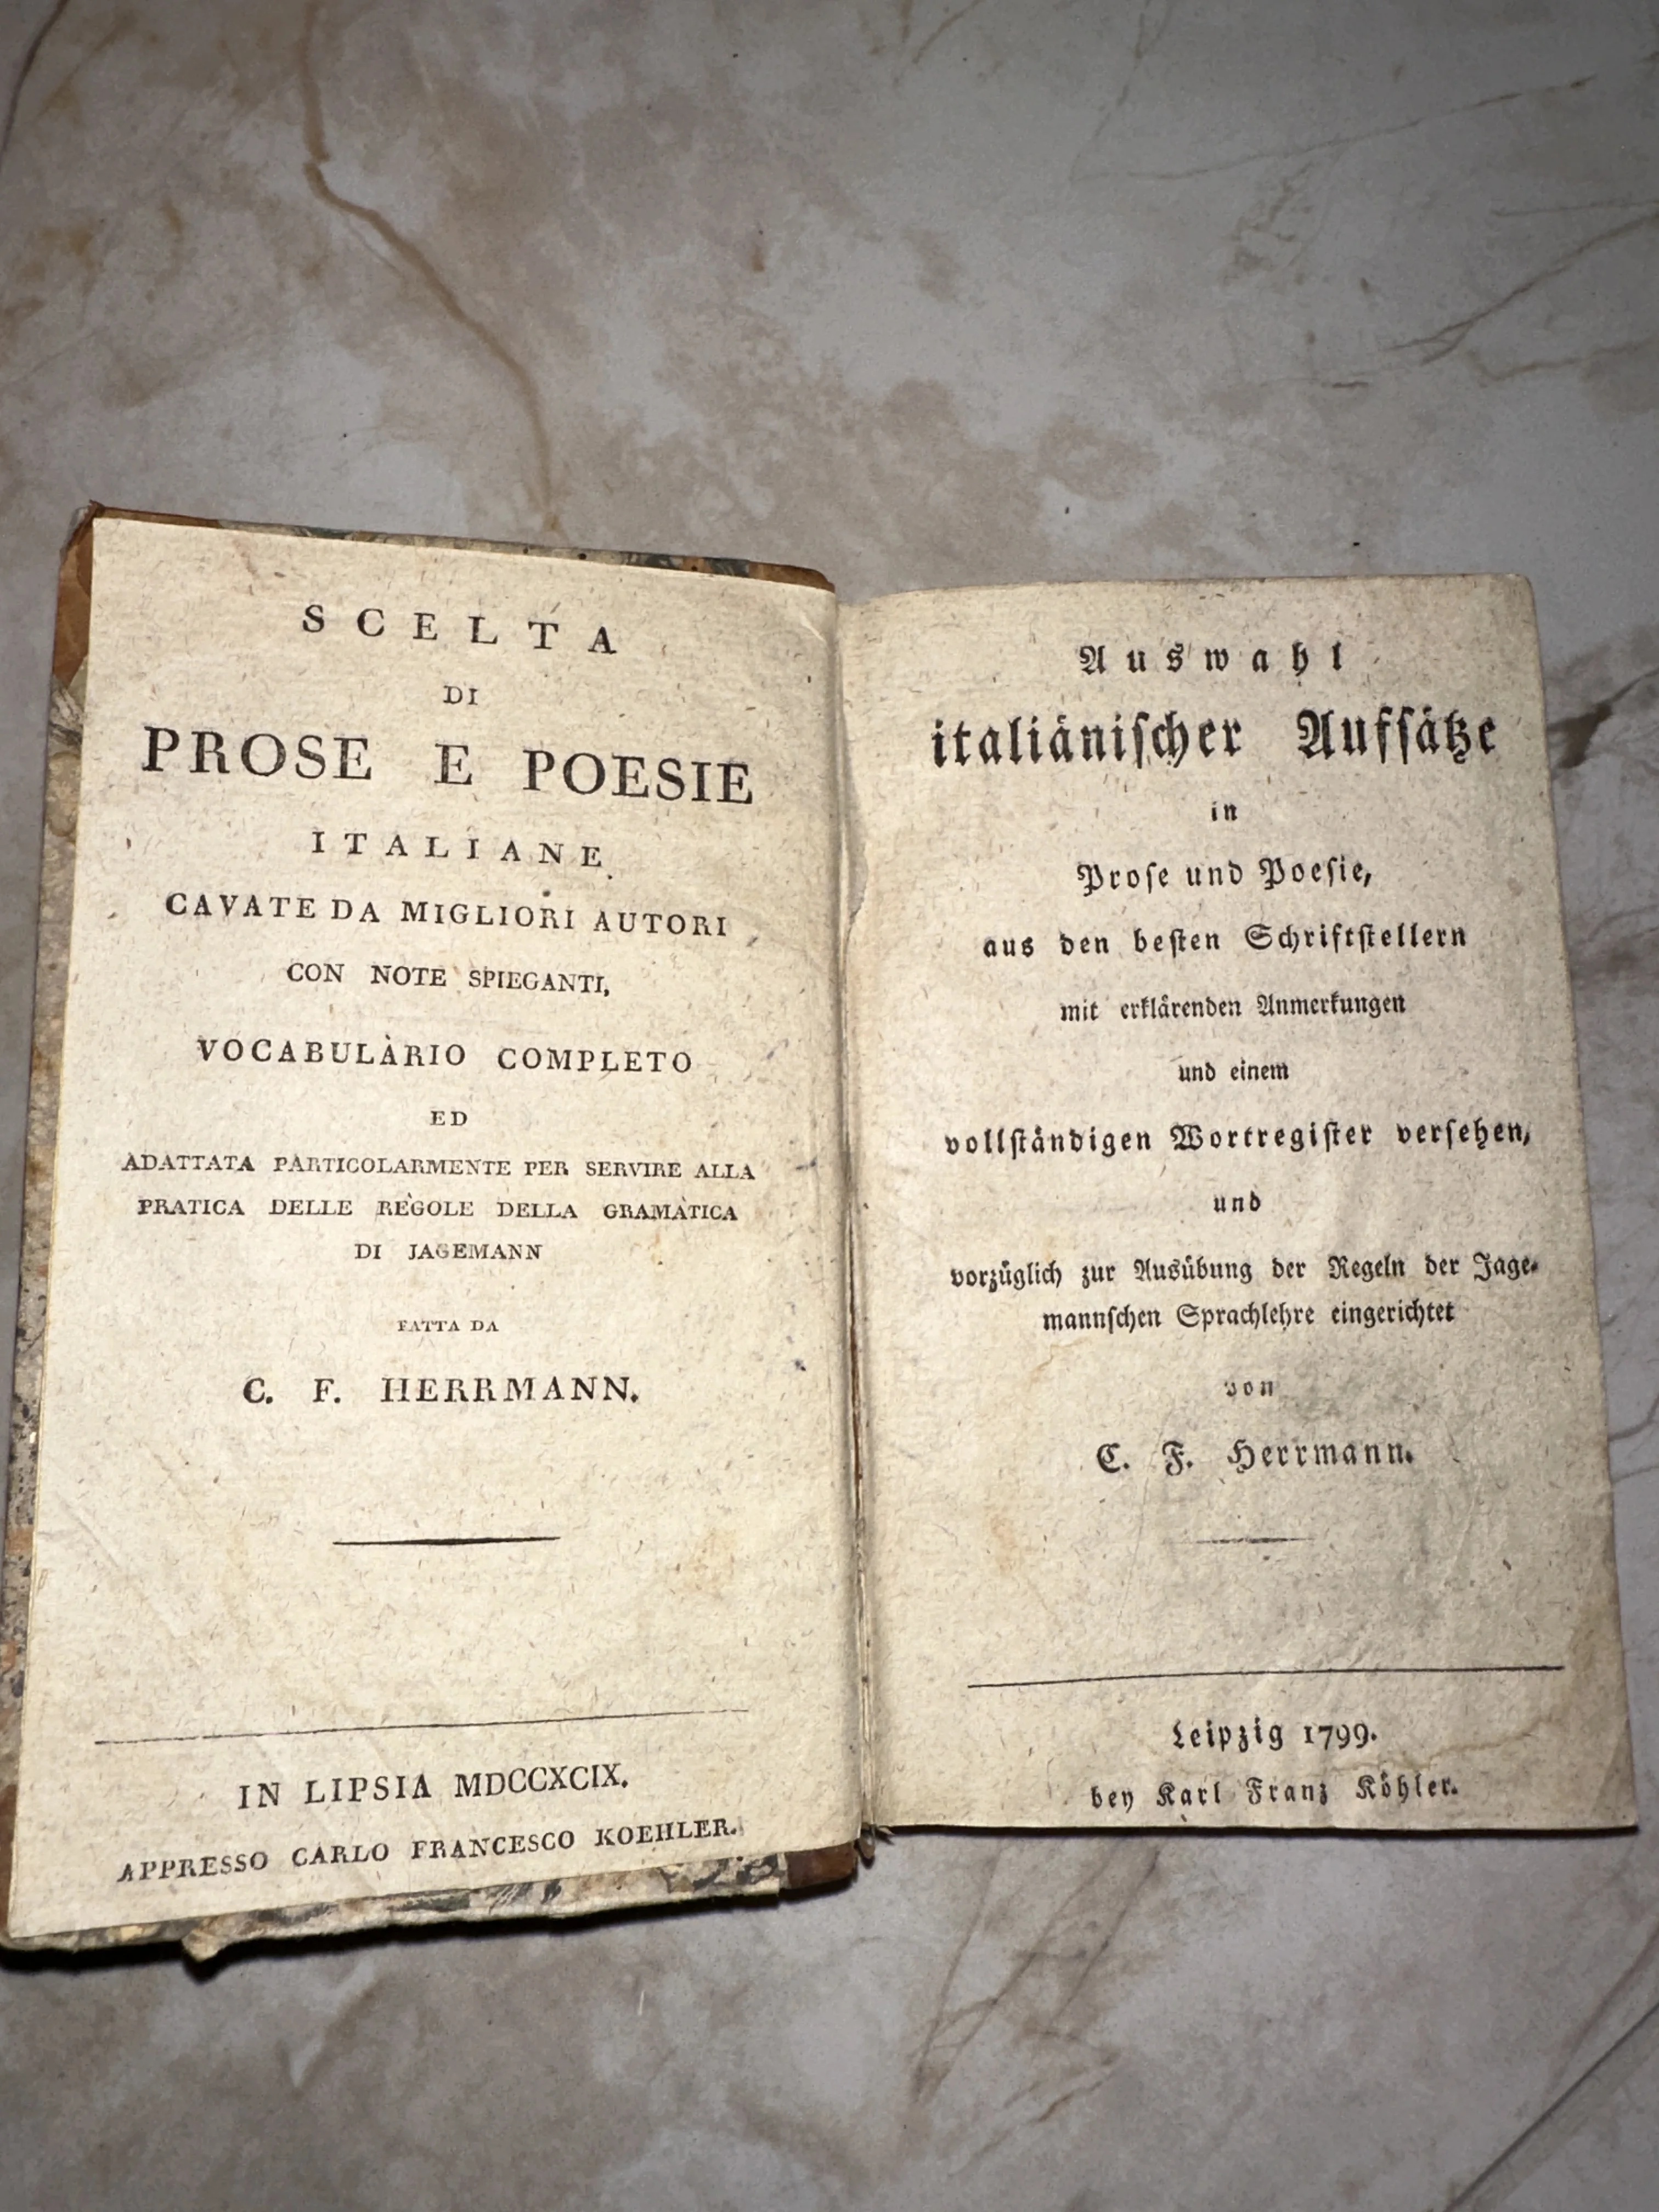 SCELTA
DI
PROSE E POESIE
ITALIANE
CAVATE DA MIGLIORI AUTORI
CON NOTE SPIEGANTI,
VOCABULÀRIO COMPLETO
ED
ADATTATA PARTICOLARMENTE PER SERVIRE ALLA
PRATICA DELLE RÈGOLE DELLA GRAMÀTICA
DI JAGEMANN
FATTA DA
C. F. HERRMANN.
IN LIPSIA MDCCXCIX.
APPRESSO CARLO FRANCESCO KOEHLER.
Auswahl
italiäniſcher Aufſätze
in
Proſe und Poeſie,
aus den beſten Schriftſtellern
mit erklärenden Anmerkungen
und einem
vollſtändigen Wortregiſter verſehen,
und
vorzüglich zur Ausübung der Regeln der Jage-
mannſchen Sprachlehre eingerichtet
von
C. F. Herrmann.
Leipzig 1799.
bey Karl Franz Köhler.